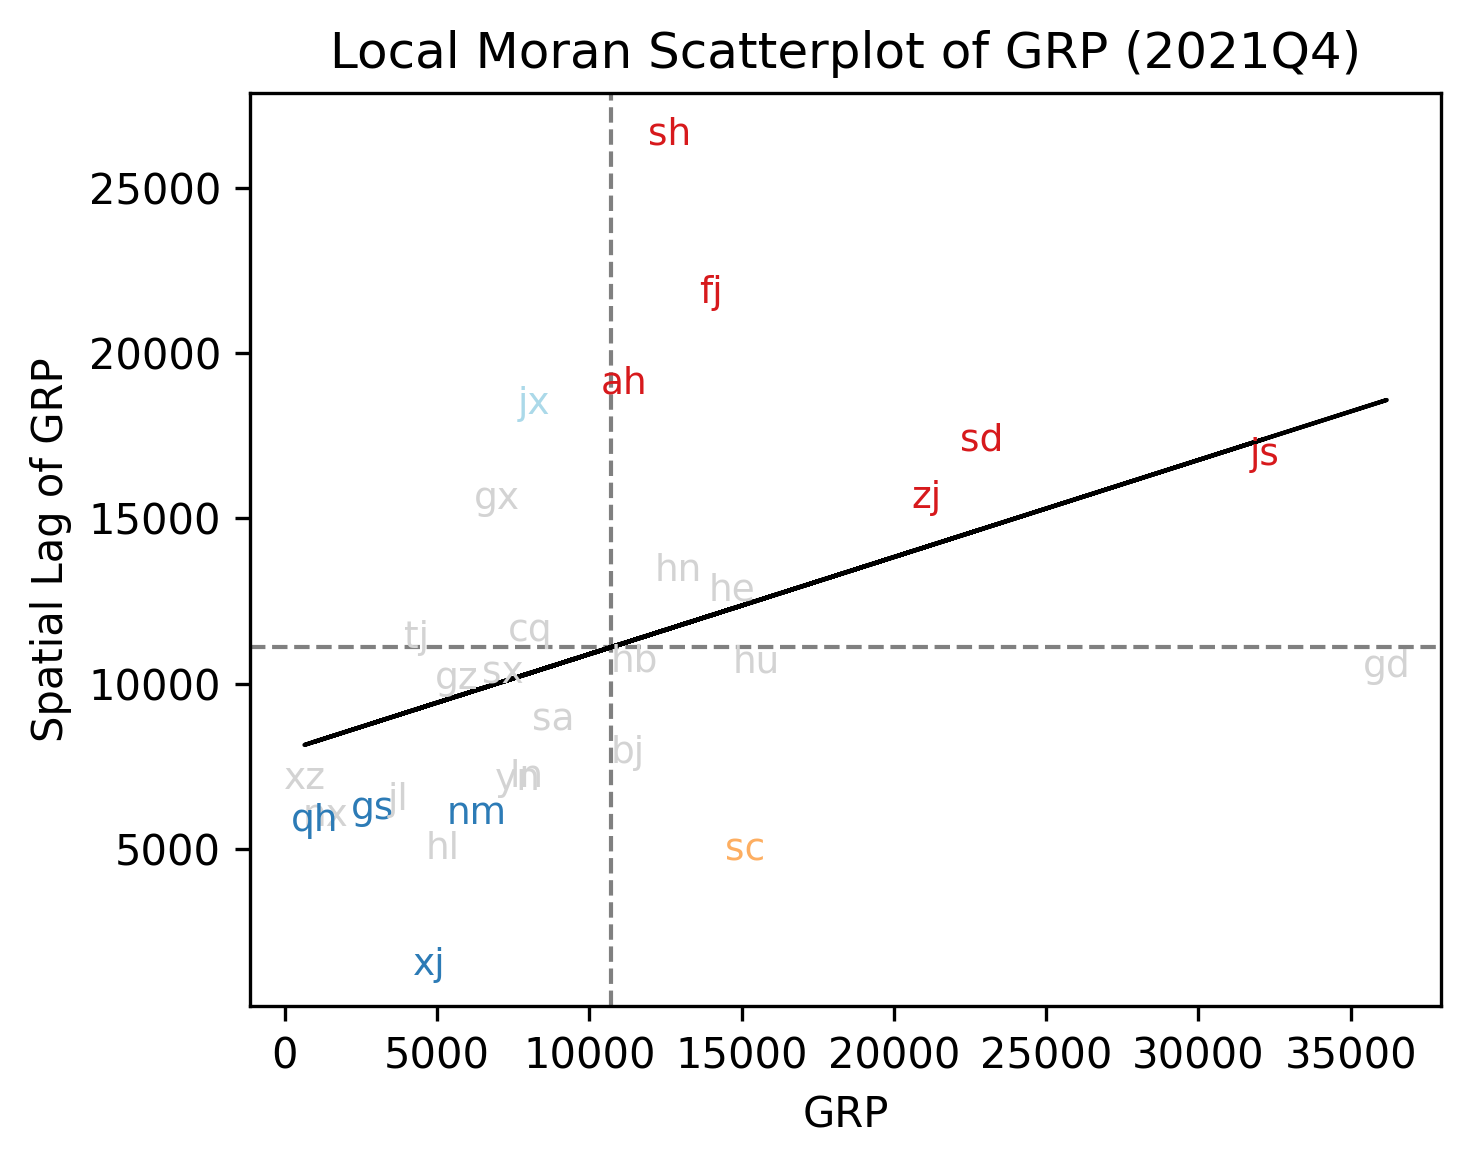 Local Moran Scatterplot of GRP (2021Q4)
sh
25000
fj
20000
ah
jx
sd
js
zj
gx
15000
hn
he
cq
tj
hb
hu
gd
sx
gz
10000
sa
bj
ln
yn
xz
jl
gs
nx
qh
nm
hl
sc
5000
xj
Spatial Lag of GRP
0 5000 10000 15000 20000 25000 30000 35000
GRP